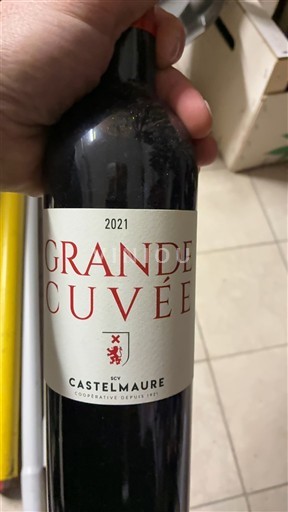 2021
GRANDE
CUVÉE
SCV
CASTELMAURE
COOPÉRATIVE DEPUIS 1921